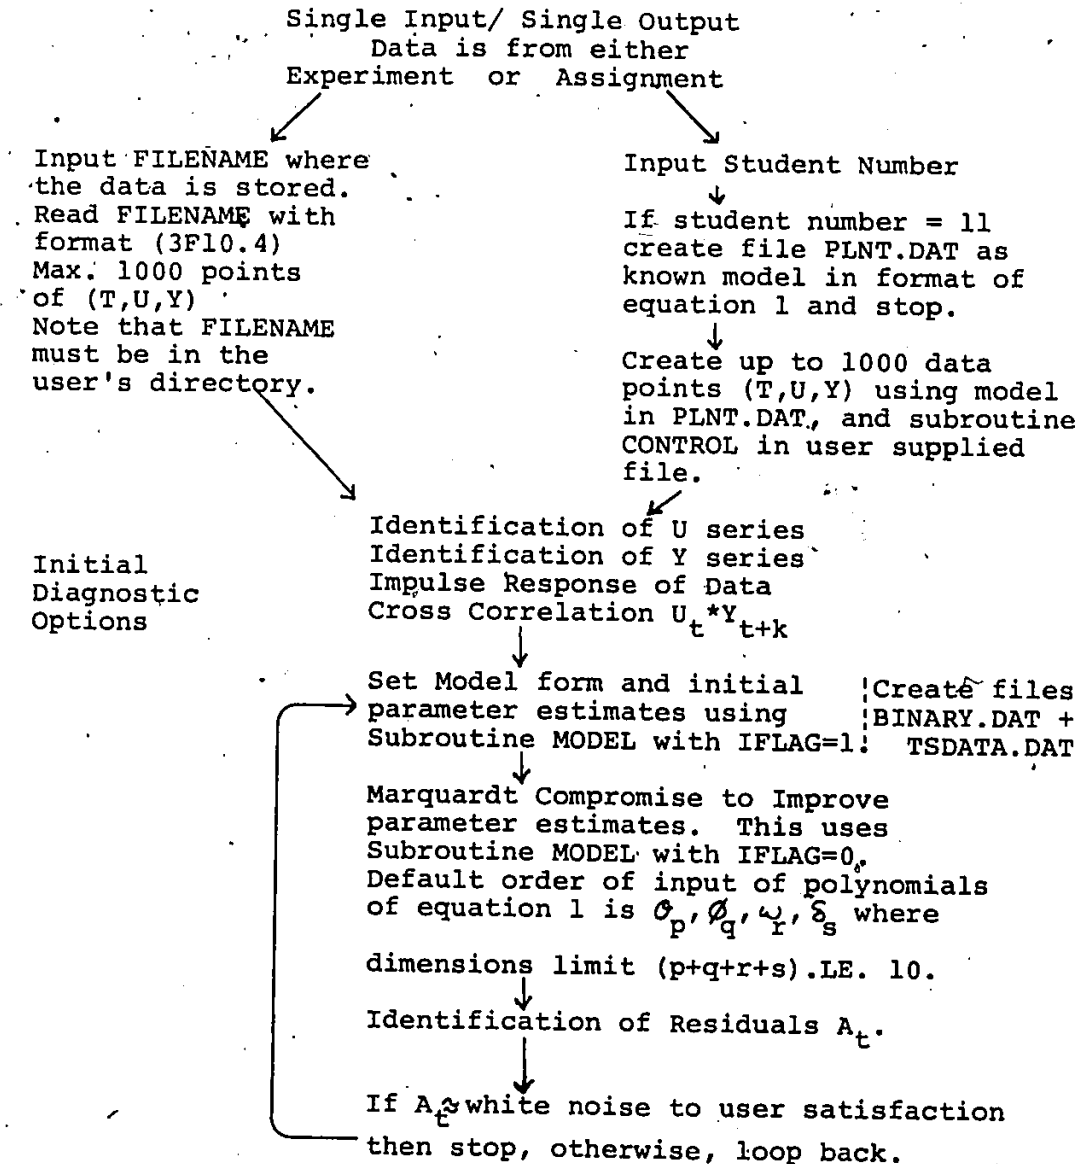 Single Input/ Single Output
Data is from either
Experiment or Assignment
Input FILENAME where
the data is stored.
Read FILENAME with
format (3F10.4)
Max. 1000 points
of (T,U,Y)
Note that FILENAME
must be in the
user's directory.
Input Student Number
If student number = 11
create file PLNT.DAT as
known model in format of
equation 1 and stop.
Create up to 1000 data
points (T,U,Y) using model
in PLNT.DAT, and subroutine
CONTROL in user supplied
file.
Initial
Diagnostic
Options
Identification of U series
Identification of Y series
Impulse Response of Data
Cross Correlation U_t*Y_{t+k}
Set Model form and initial
parameter estimates using
Subroutine MODEL with IFLAG=1.
Create files
BINARY.DAT +
TSDATA.DAT
Marquardt Compromise to Improve
parameter estimates. This uses
Subroutine MODEL with IFLAG=0.
Default order of input of polynomials
of equation 1 is θ_p, ϕ_q, ω_r, δ_s where
dimensions limit (p+q+r+s).LE. 10.
Identification of Residuals A_t.
If A_t≈white noise to user satisfaction
then stop, otherwise, loop back.